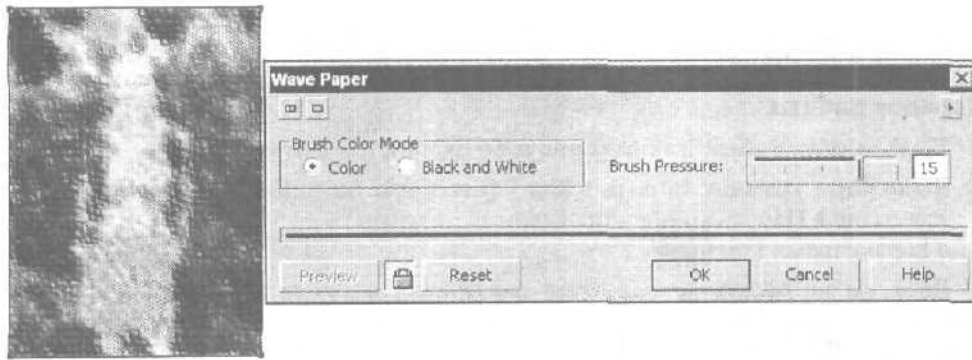 Wave Paper
Brush Color Mode
Color Black and White
Brush Pressure: 15
Preview Reset OK Cancel Help